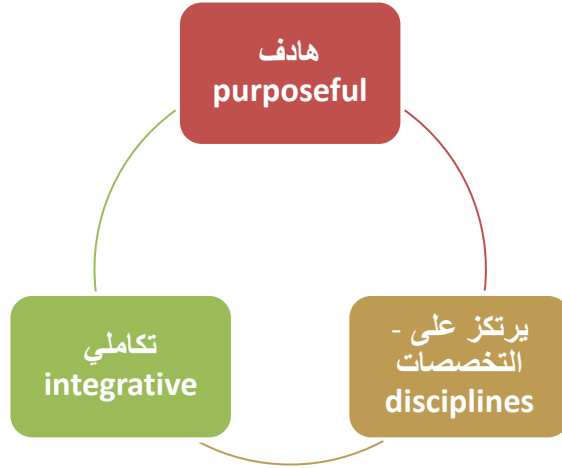 هادف
purposeful
يرتكز على -
التخصصات
disciplines
تكاملي
integrative